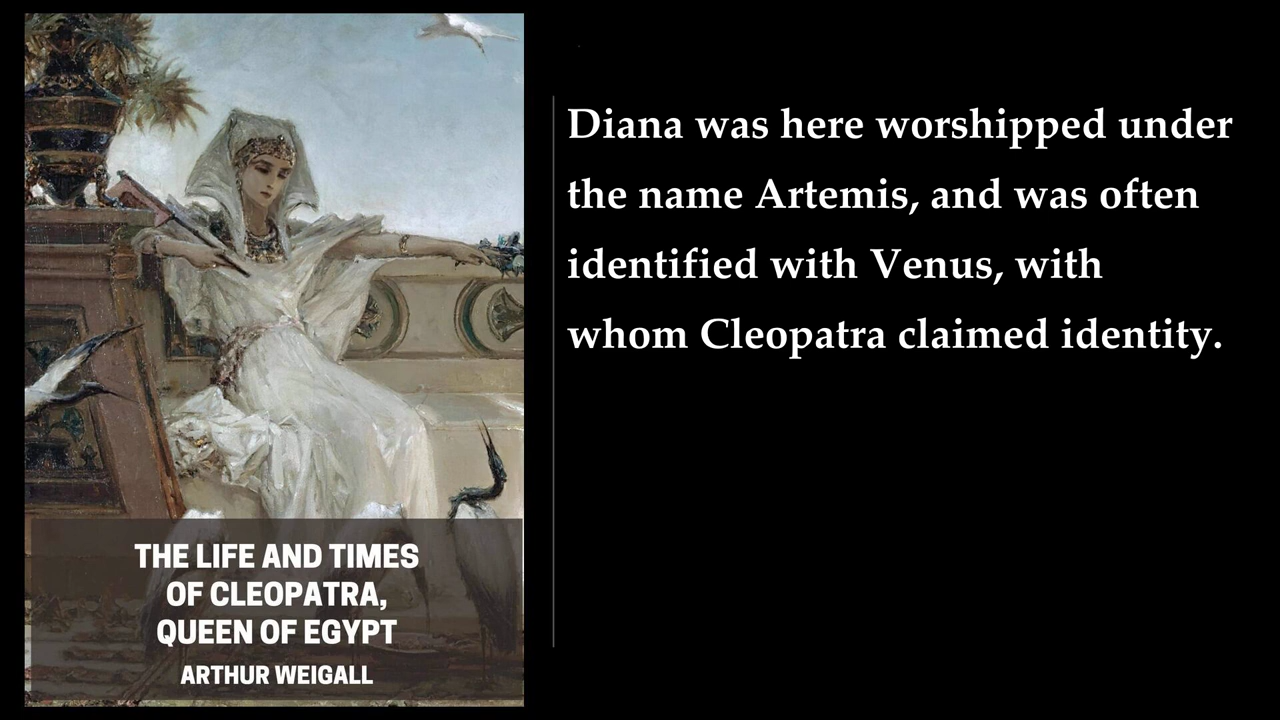 Diana was here worshipped under
the name Artemis, and was often
identified with Venus, with
whom Cleopatra claimed identity.
THE LIFE AND TIMES
OF CLEOPATRA,
QUEEN OF EGYPT
ARTHUR WEIGALL